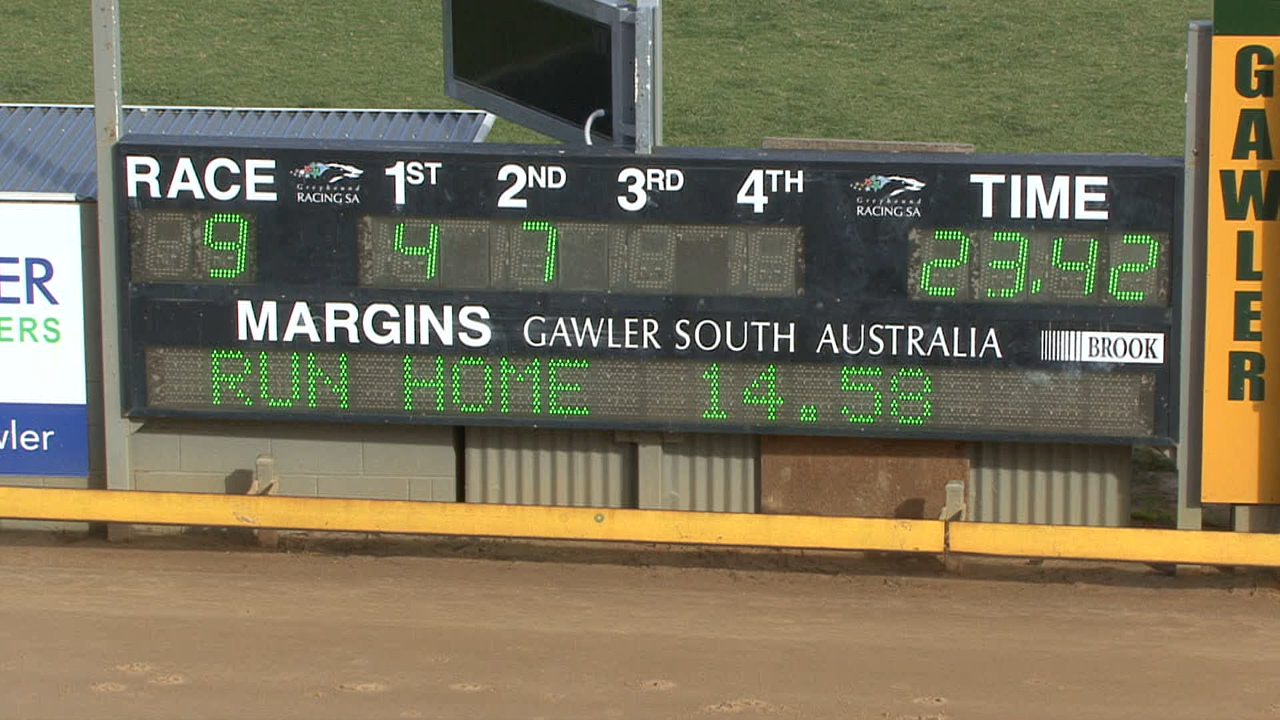 RACE Greyhound RACING SA 1ST 2ND 3RD 4TH Greyhound RACING SA TIME
9 4 7 23.42
MARGINS GAWLER SOUTH AUSTRALIA BROOK
RUN HOME 14.58
GAWLER
ER
ERS
wler